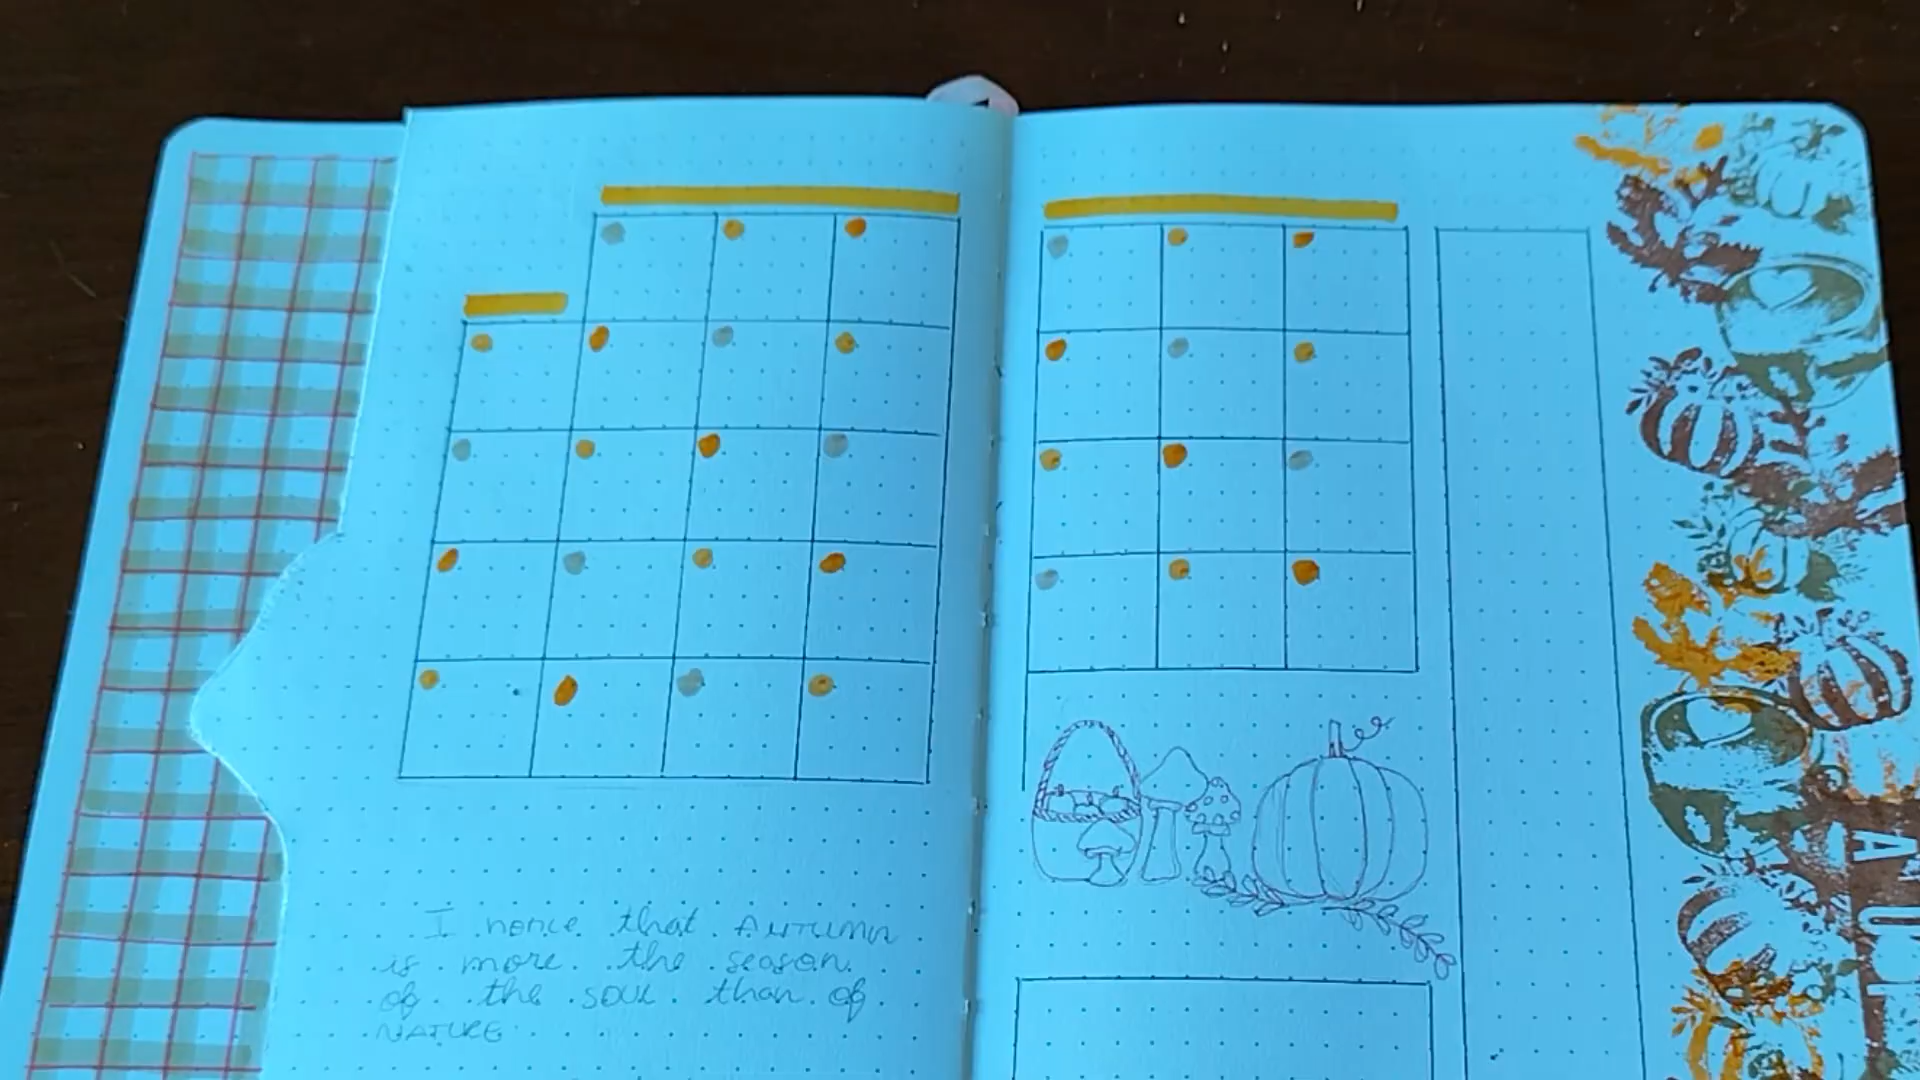 I notice that AUTUMN
is more the season
of the SOUL than of
NATURE